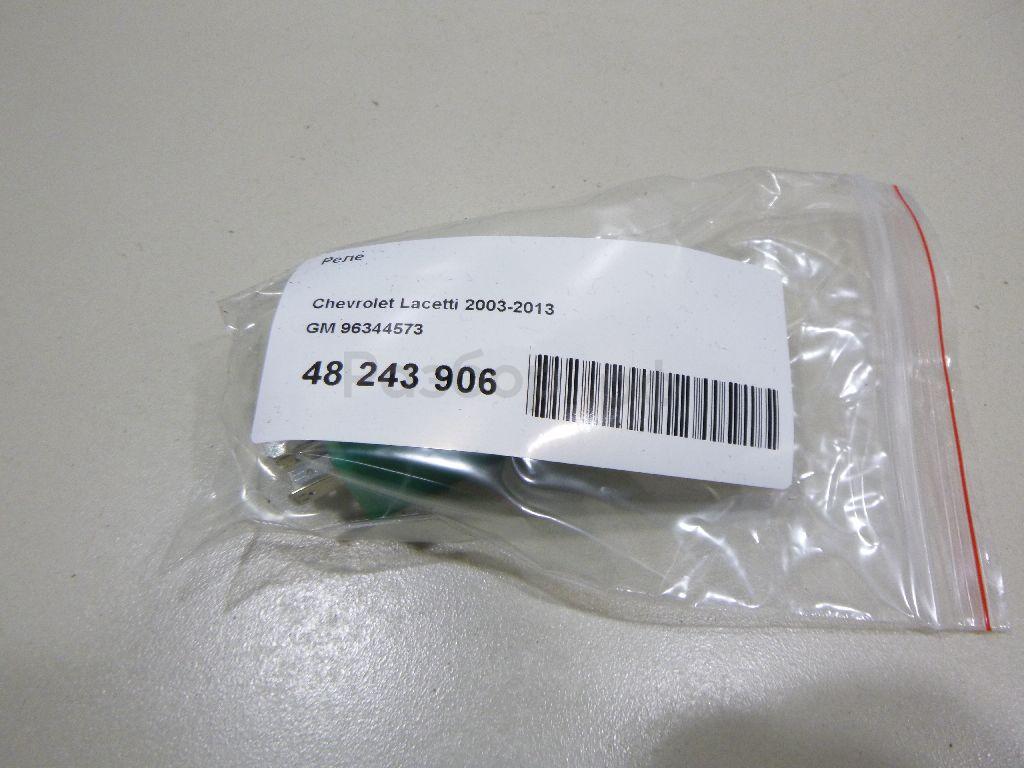 Реле
Chevrolet Lacetti 2003-2013
GM 96344573
48 243 906